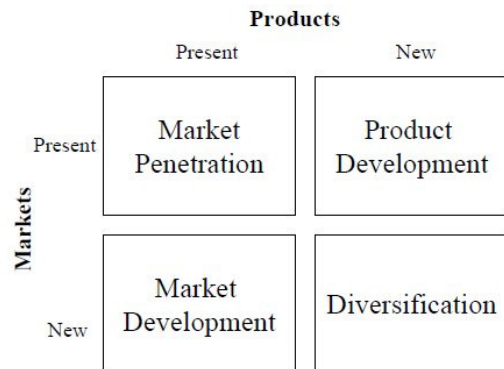 Products
Present New
Present
Market
Penetration
Product
Development
Markets
New
Market
Development
Diversification